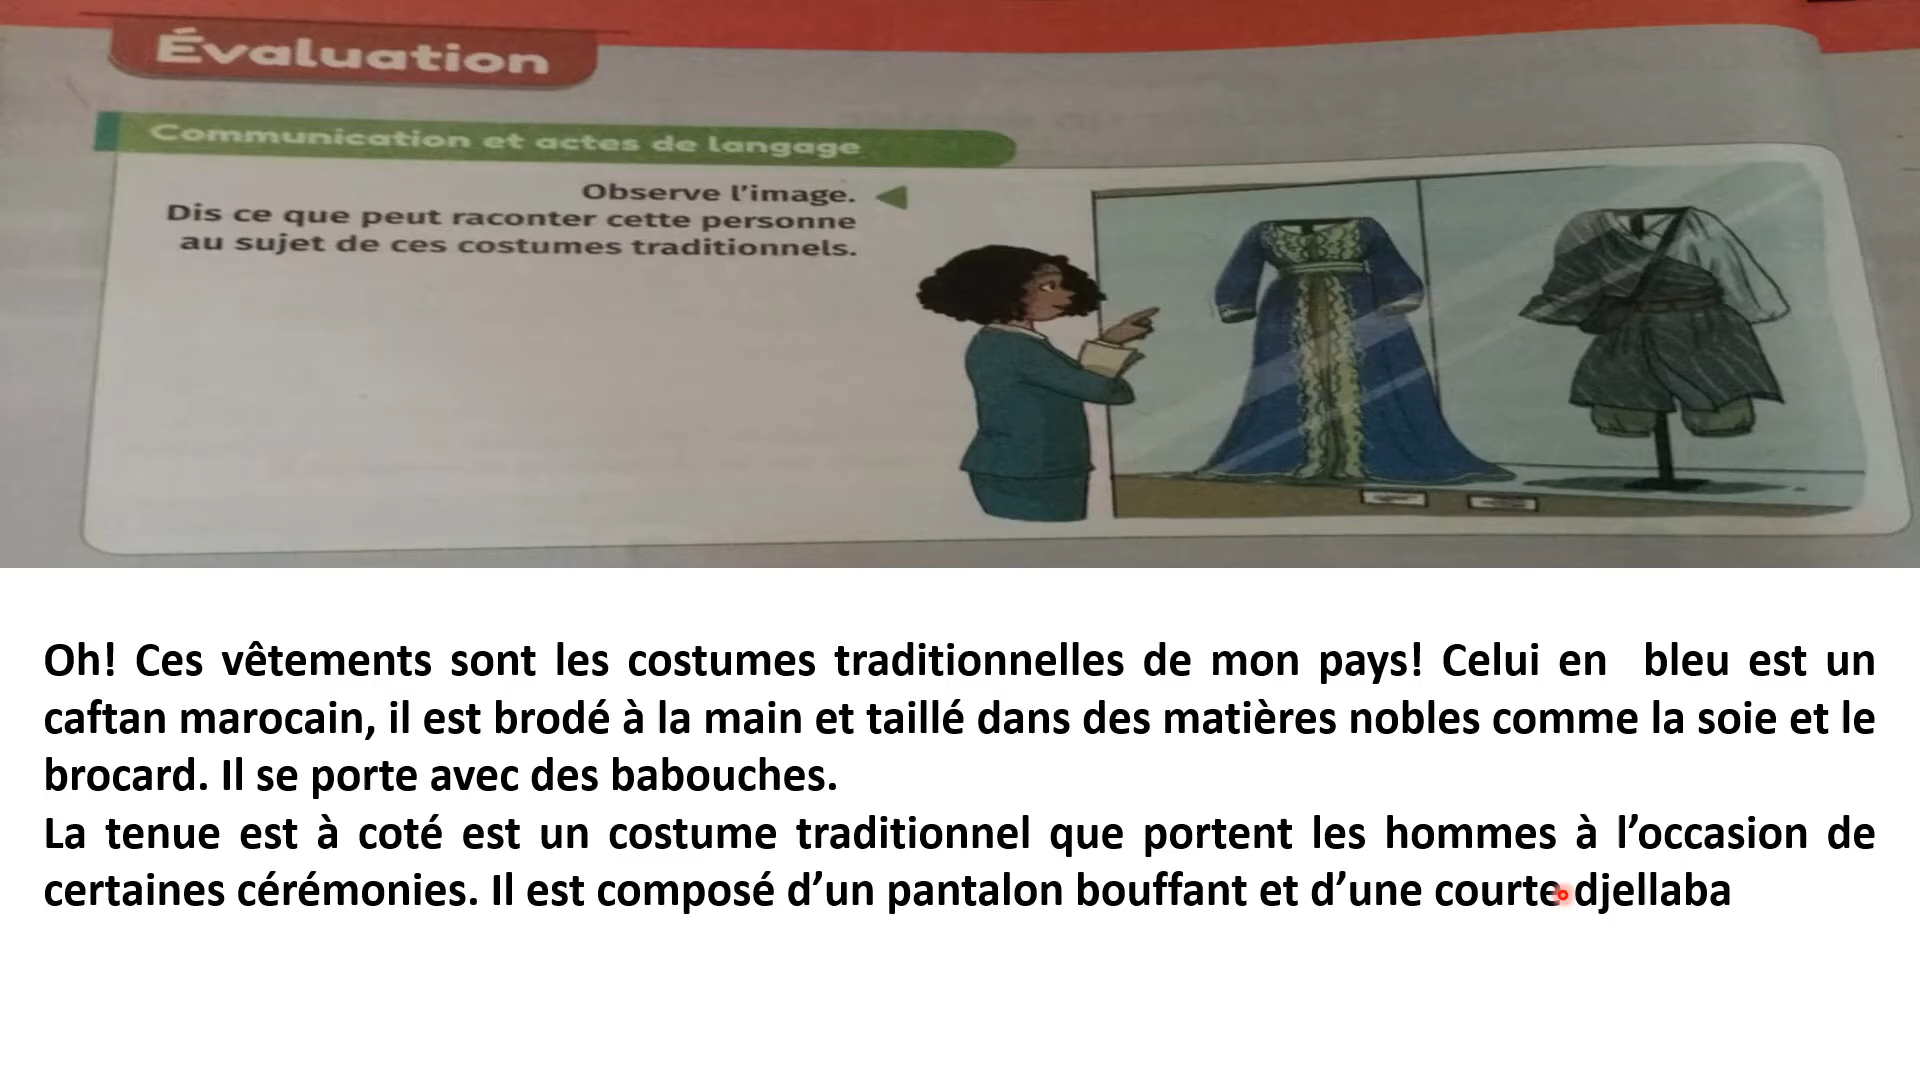 Évaluation
Communication et actes de langage
Observe l'image.
Dis ce que peut raconter cette personne
au sujet de ces costumes traditionnels.
Oh! Ces vêtements sont les costumes traditionnelles de mon pays! Celui en bleu est un
caftan marocain, il est brodé à la main et taillé dans des matières nobles comme la soie et le
brocard. Il se porte avec des babouches.
La tenue est à coté est un costume traditionnel que portent les hommes à l’occasion de
certaines cérémonies. Il est composé d’un pantalon bouffant et d’une courte djellaba